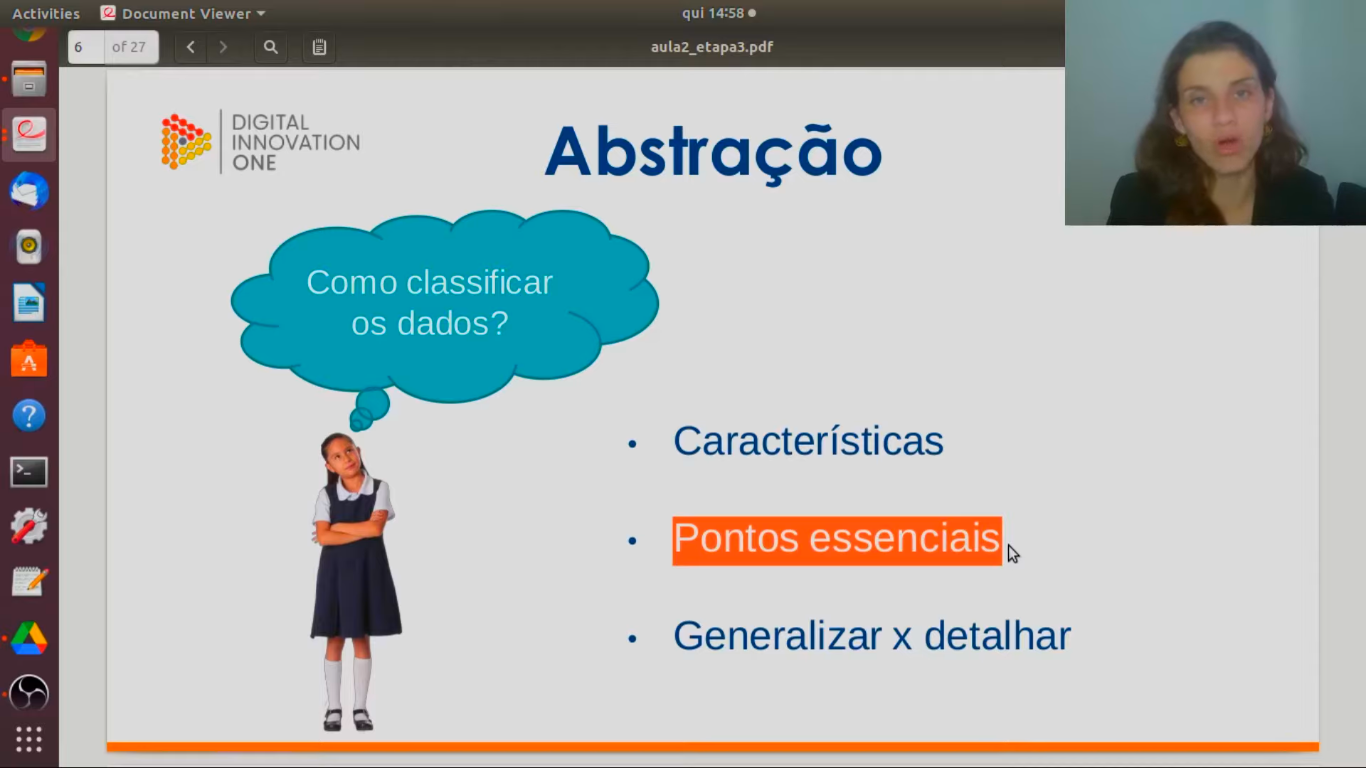 Activities
Document Viewer
qui 14:58
6
of 27
aula2_etapa3.pdf
DIGITAL
INNOVATION
ONE
Abstração
Como classificar
os dados?
• Características
• Pontos essenciais
• Generalizar x detalhar